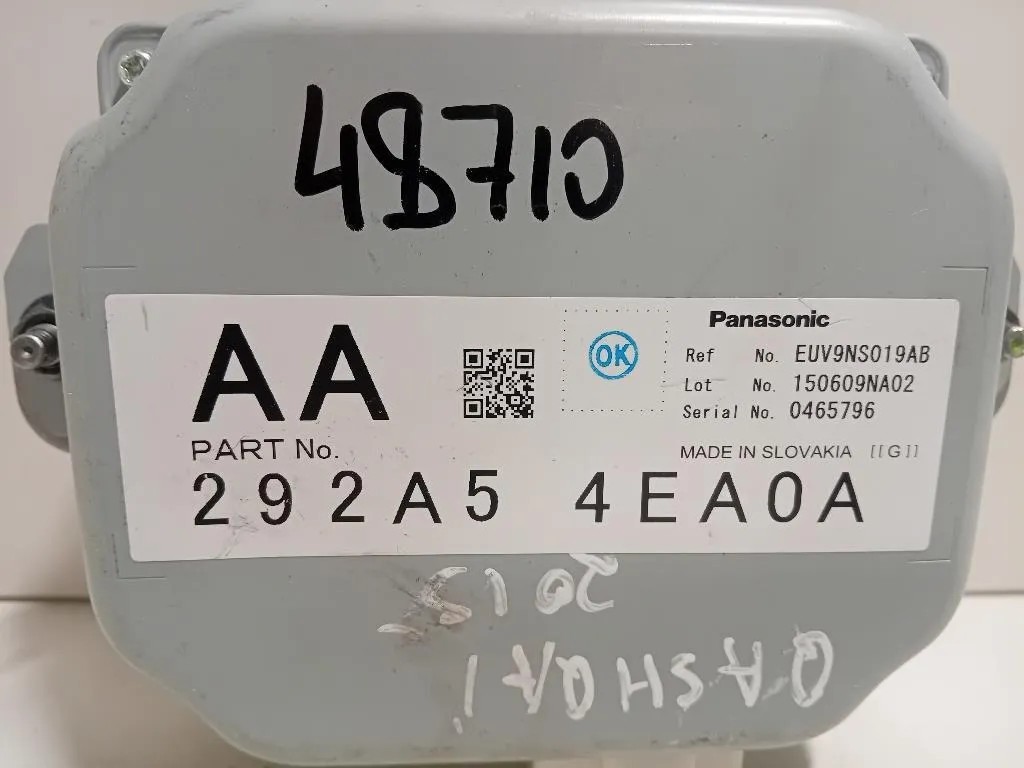 48710
AA
OK
Panasonic
Ref No. EUV9NS019AB
Lot No. 150609NA02
Serial No. 0465796
PART No.
MADE IN SLOVAKIA [[G]]
292A5 4EA0A
2015
QASHQAI